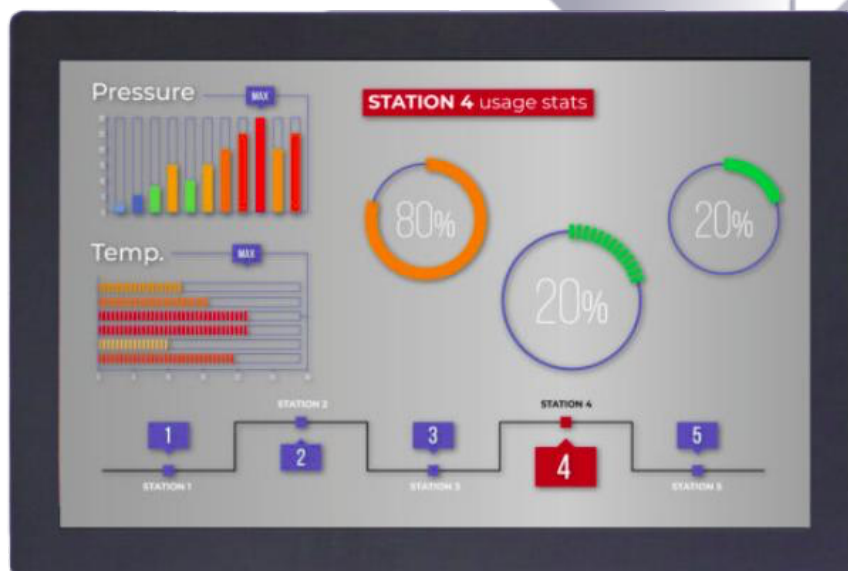 Pressure
MAX
STATION 4 usage stats
80%
20%
20%
Temp.
MAX
STATION 2
STATION 4
1
2
3
4
5
STATION 1
STATION 3
STATION 5